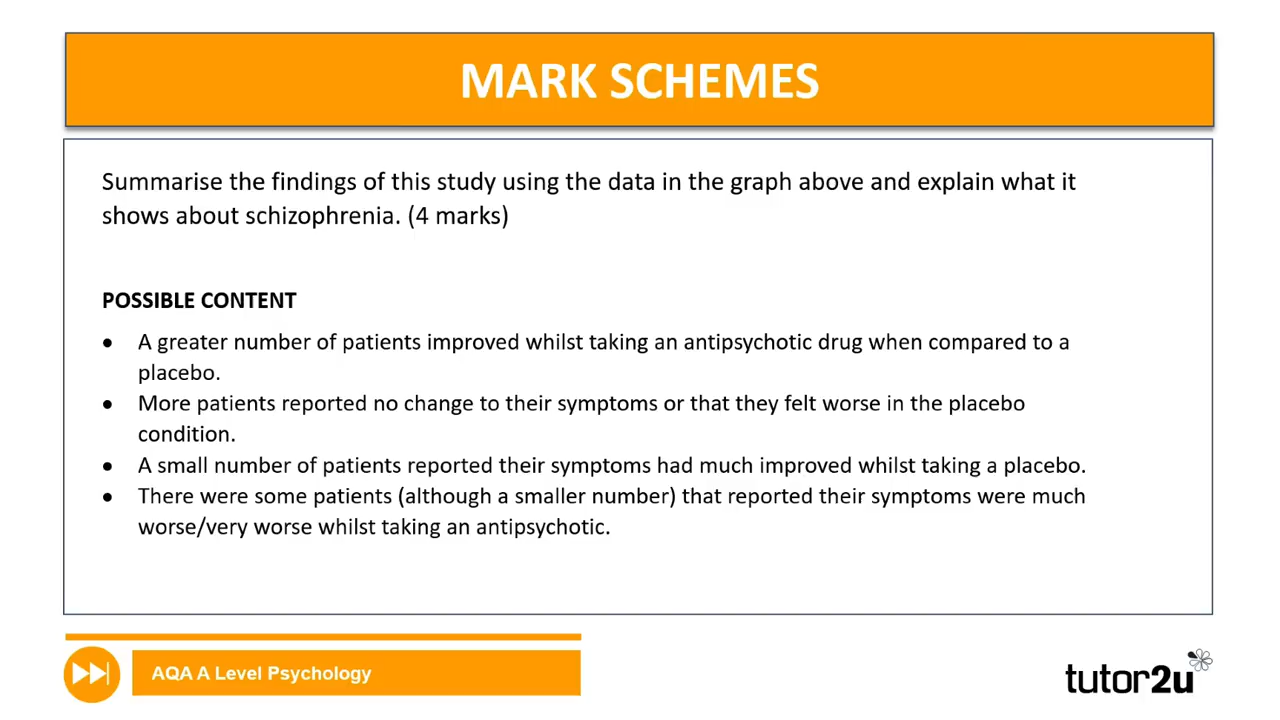 MARK SCHEMES
Summarise the findings of this study using the data in the graph above and explain what it
shows about schizophrenia. (4 marks)
POSSIBLE CONTENT
• A greater number of patients improved whilst taking an antipsychotic drug when compared to a
placebo.
• More patients reported no change to their symptoms or that they felt worse in the placebo
condition.
• A small number of patients reported their symptoms had much improved whilst taking a placebo.
• There were some patients (although a smaller number) that reported their symptoms were much
worse/very worse whilst taking an antipsychotic.
AQA A Level Psychology
tutor2u